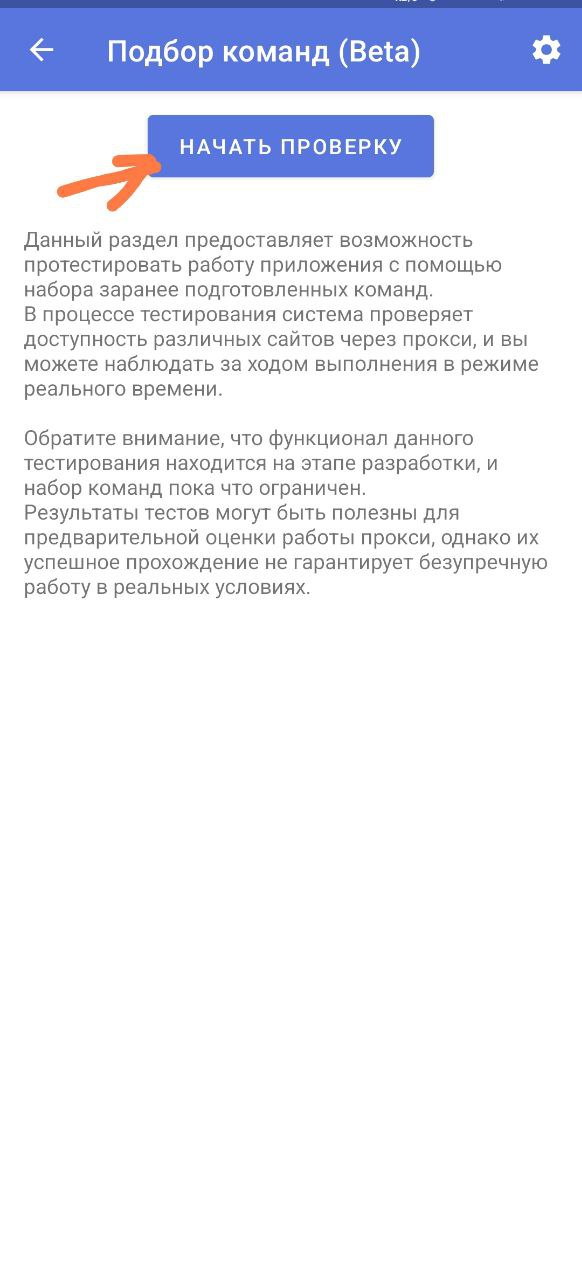 Подбор команд (Beta)
НАЧАТЬ ПРОВЕРКУ
Данный раздел предоставляет возможность
протестировать работу приложения с помощью
набора заранее подготовленных команд.
В процессе тестирования система проверяет
доступность различных сайтов через прокси, и вы
можете наблюдать за ходом выполнения в режиме
реального времени.
Обратите внимание, что функционал данного
тестирования находится на этапе разработки, и
набор команд пока что ограничен.
Результаты тестов могут быть полезны для
предварительной оценки работы прокси, однако их
успешное прохождение не гарантирует безупречную
работу в реальных условиях.